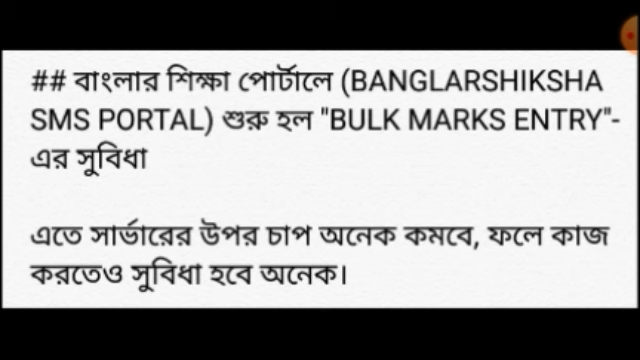 ## বাংলার শিক্ষা পোর্টালে (BANGLARSHIKSHA
SMS PORTAL) শুরু হল "BULK MARKS ENTRY"-
এর সুবিধা
এতে সার্ভারের উপর চাপ অনেক কমবে, ফলে কাজ
করতেও সুবিধা হবে অনেক।